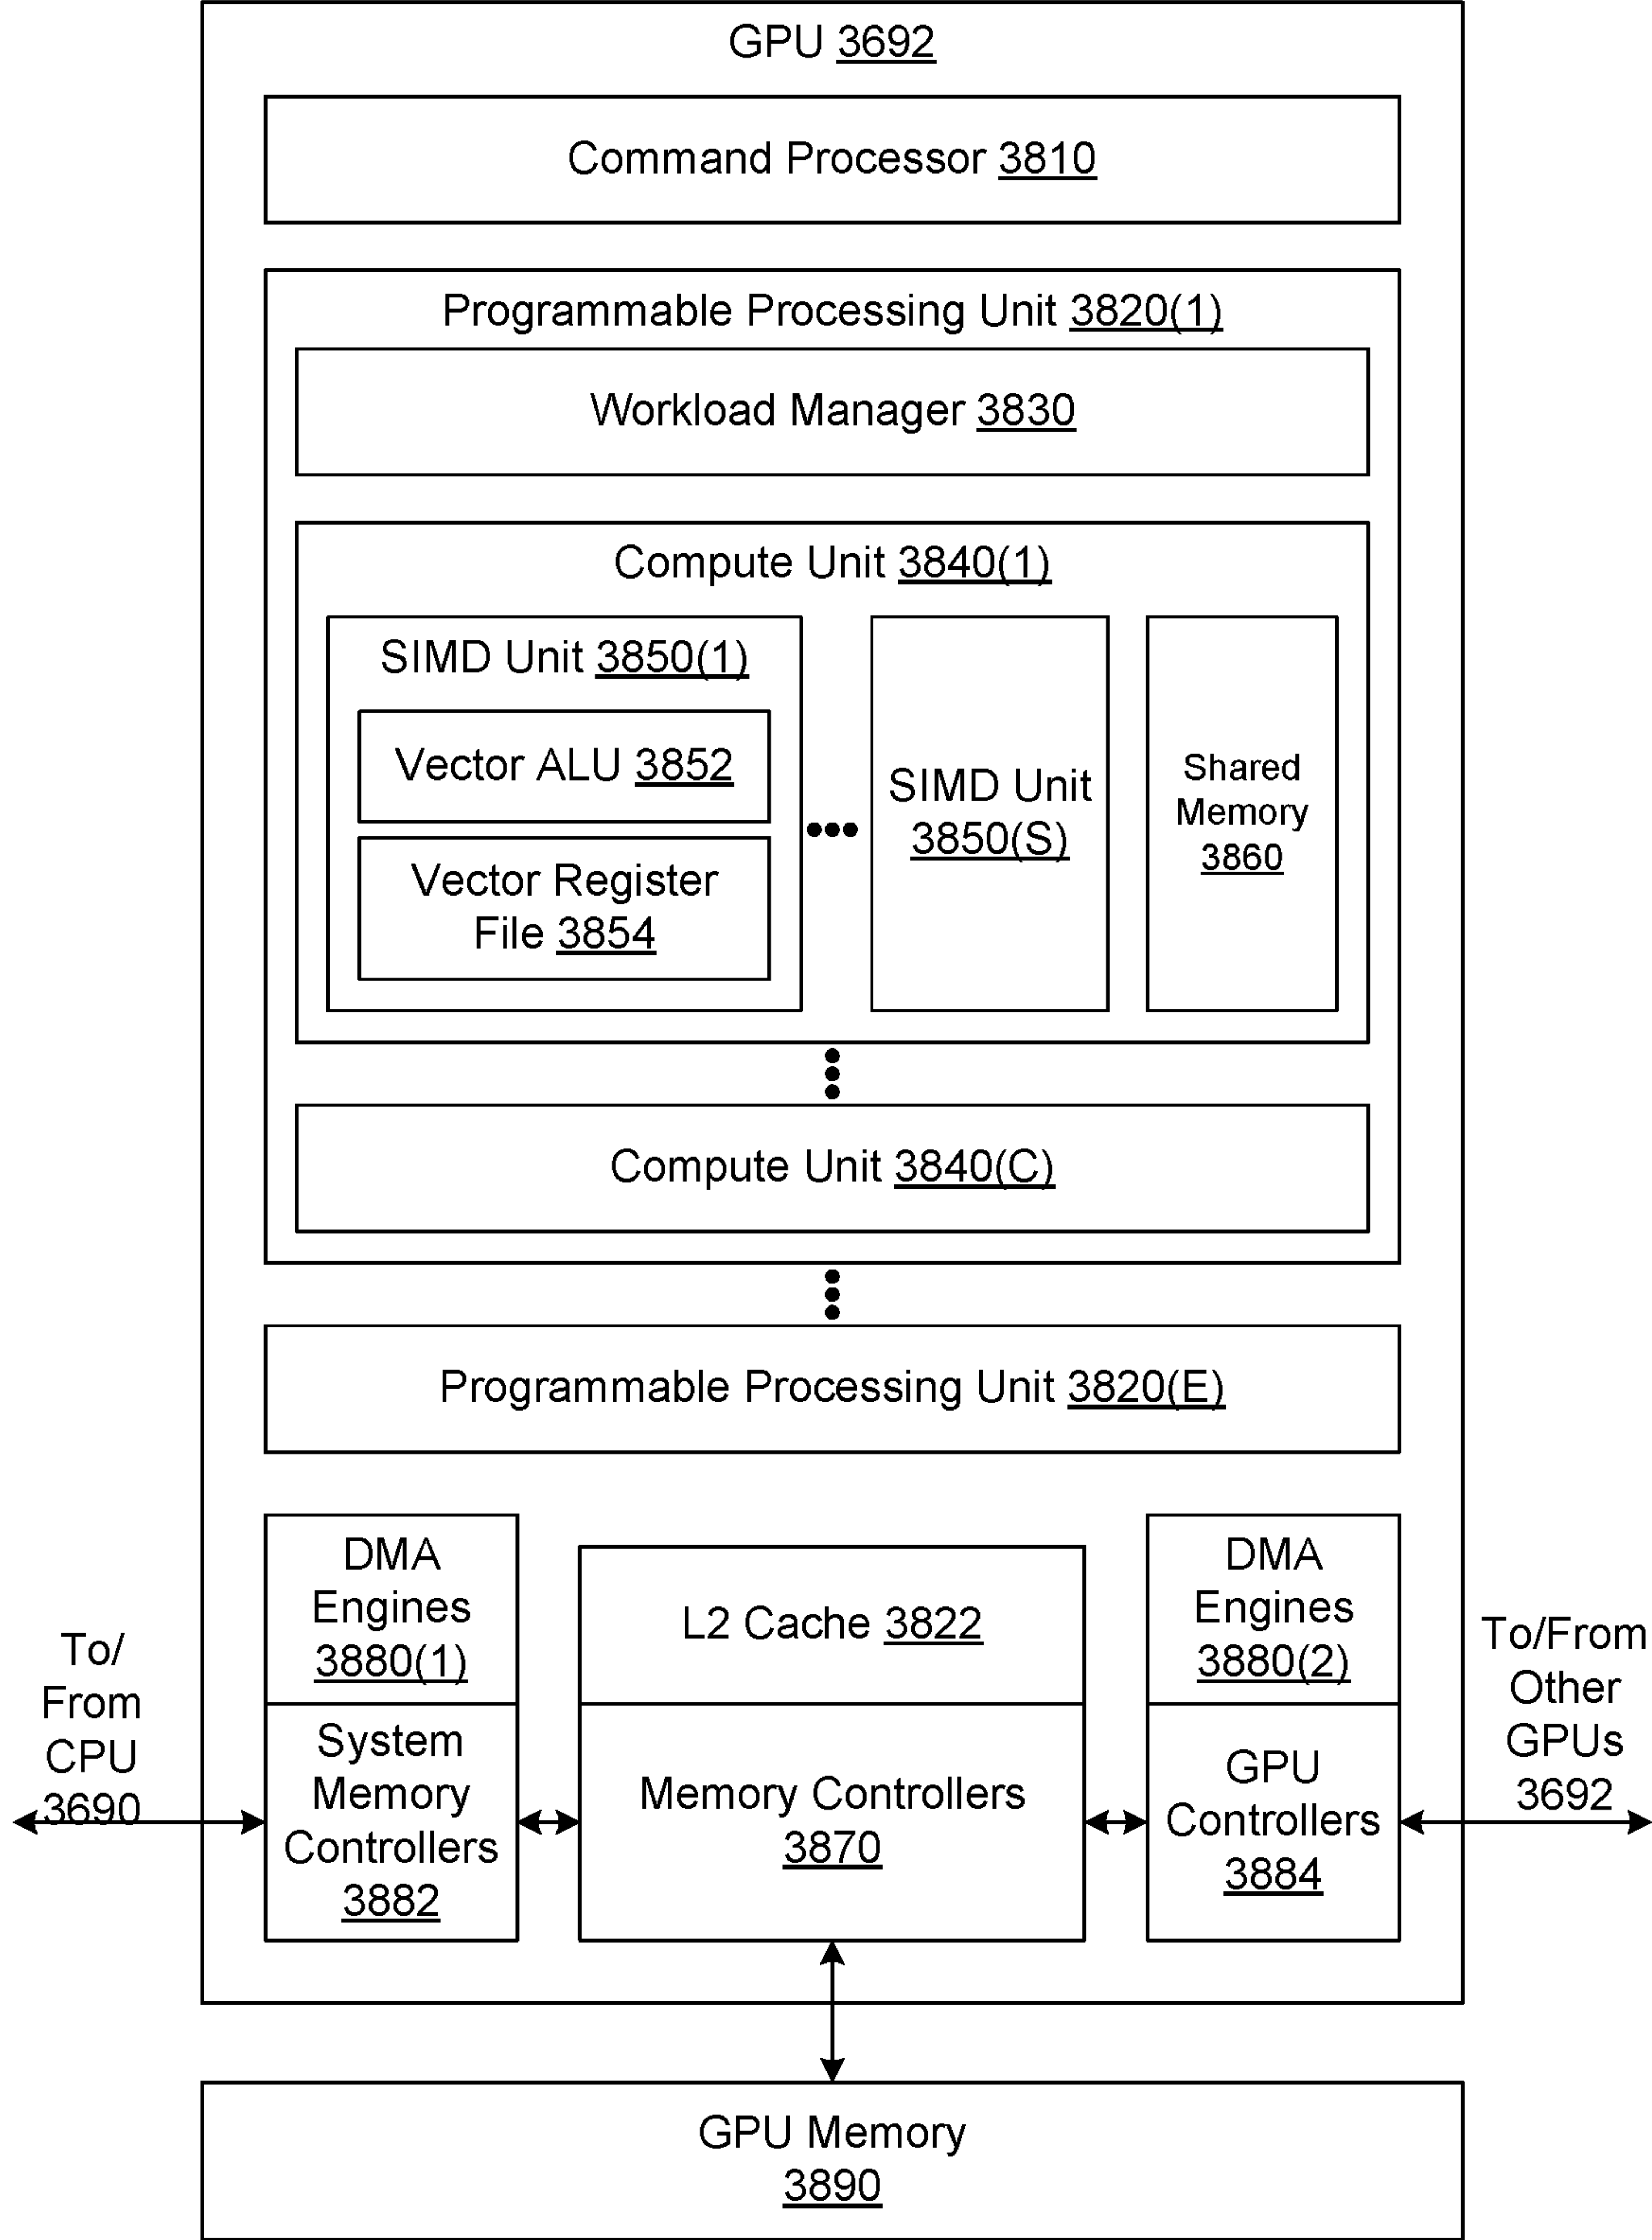 GPU 3692
Command Processor 3810
Programmable Processing Unit 3820(1)
Workload Manager 3830
Compute Unit 3840(1)
SIMD Unit 3850(1)
Vector ALU 3852
Vector Register
File 3854
SIMD Unit
3850(S)
Shared
Memory
3860
Compute Unit 3840(C)
Programmable Processing Unit 3820(E)
To/
From
CPU
3690
DMA
Engines
3880(1)
System
Memory
Controllers
3882
L2 Cache 3822
Memory Controllers
3870
DMA
Engines
3880(2)
GPU
Controllers
3884
To/From
Other
GPUs
3692
GPU Memory
3890